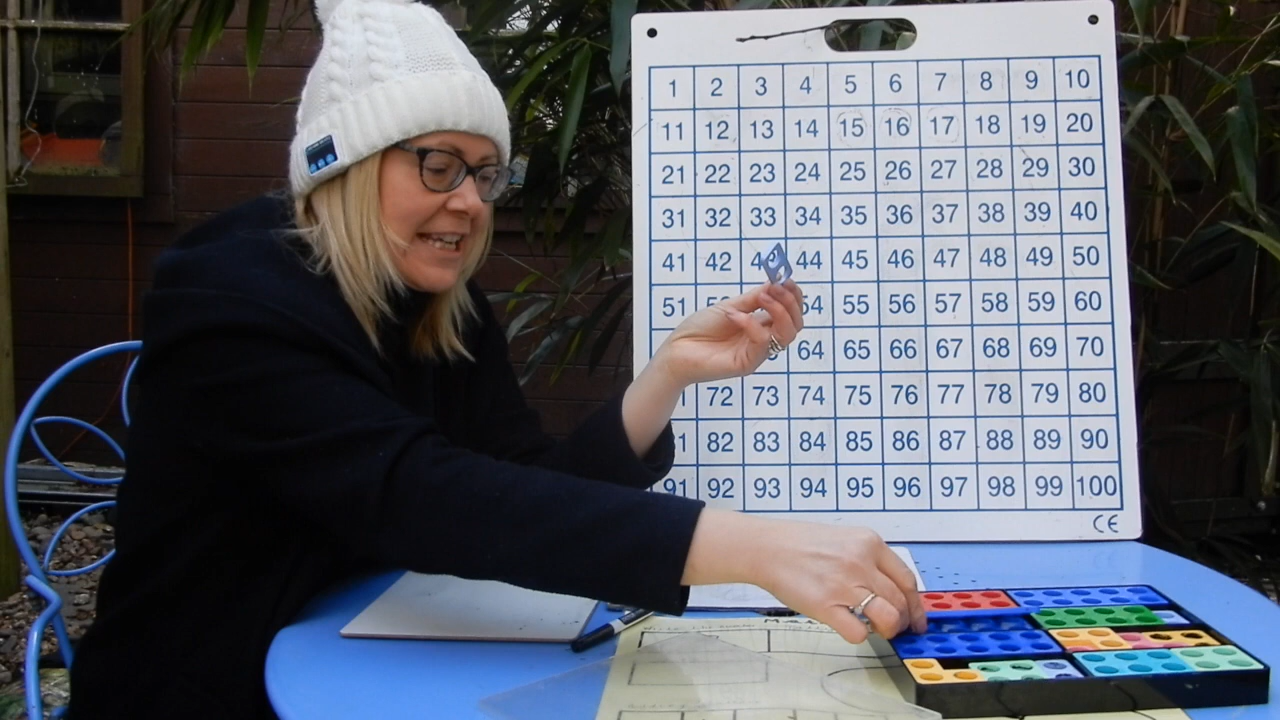 1 2 3 4 5 6 7 8 9 10
11 12 13 14 15 16 17 18 19 20
21 22 23 24 25 26 27 28 29 30
31 32 33 34 35 36 37 38 39 40
41 42 44 45 46 47 48 49 50
51 54 55 56 57 58 59 60
64 65 66 67 68 69 70
72 73 74 75 76 77 78 79 80
82 83 84 85 86 87 88 89 90
91 92 93 94 95 96 97 98 99 100
CE